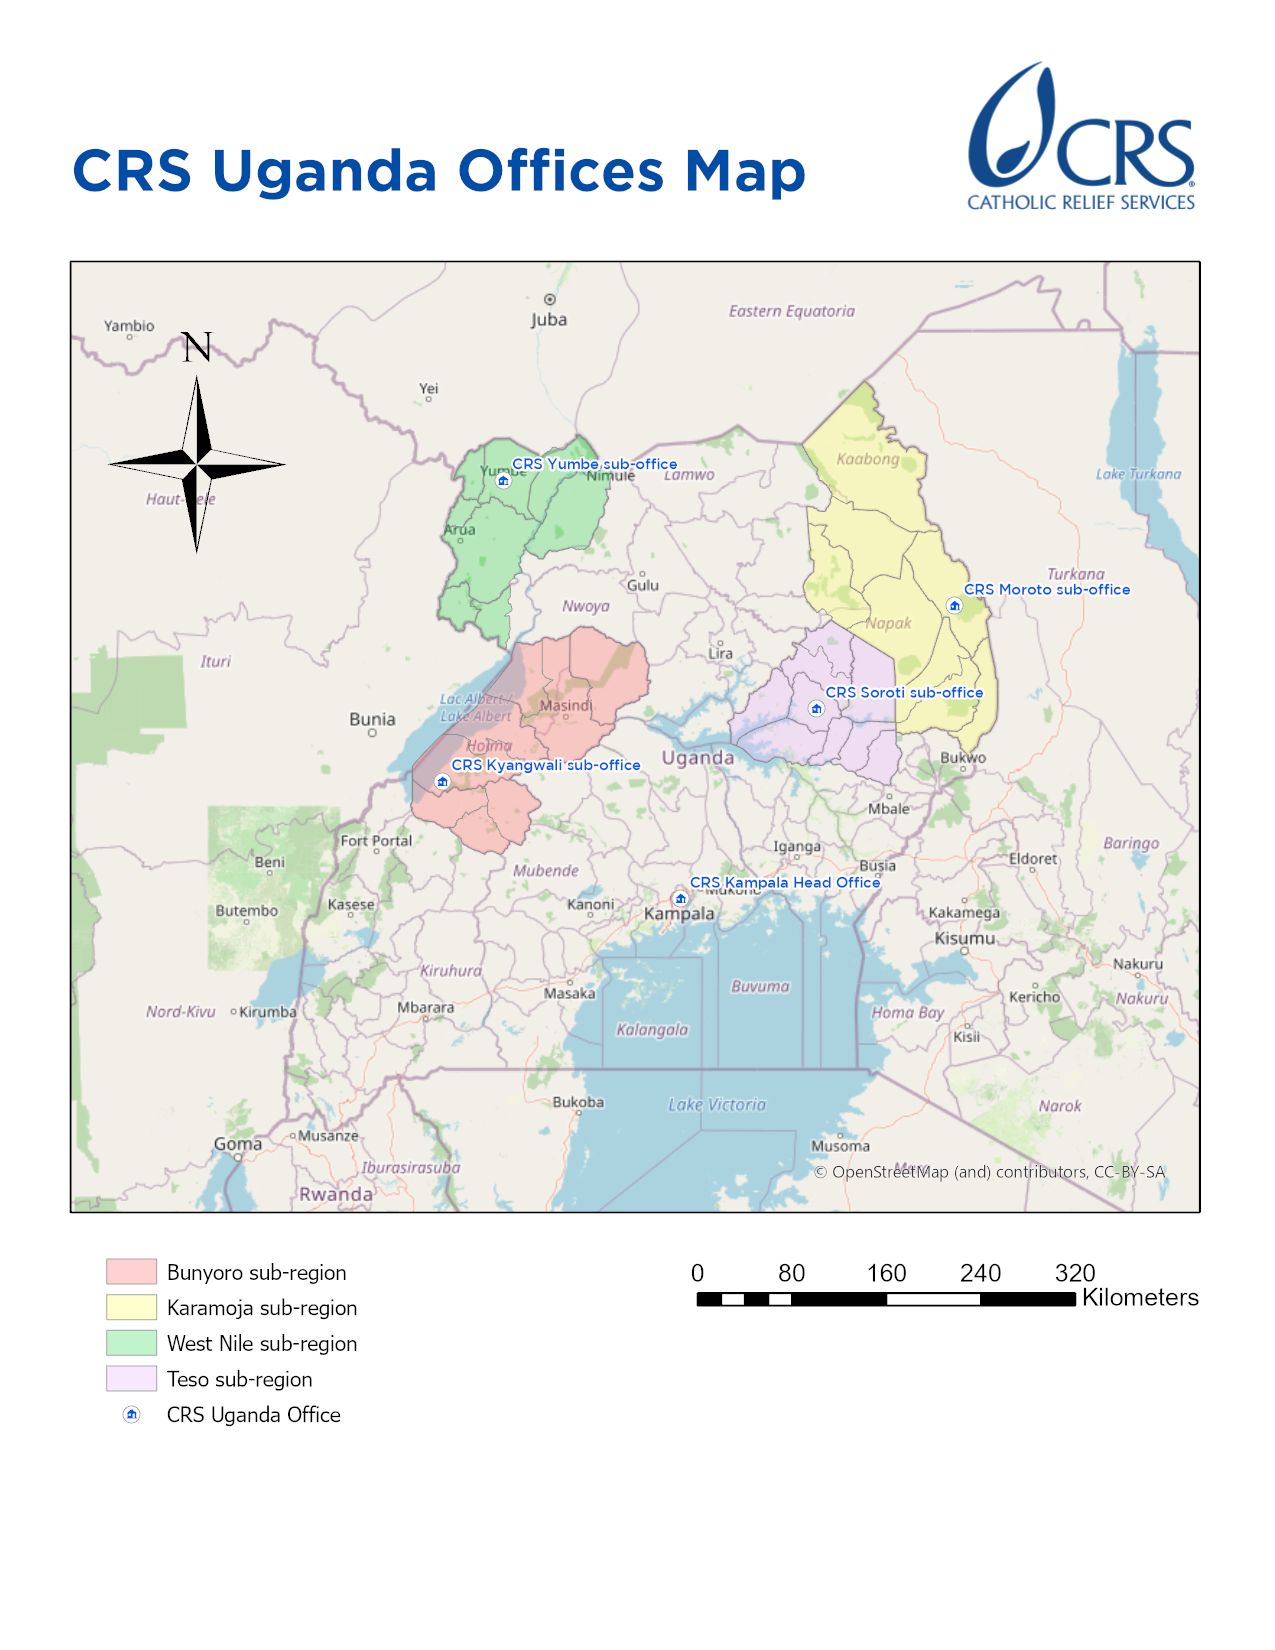 CRS Uganda Offices Map
CRS
CATHOLIC RELIEF SERVICES
Juba
Eastern Equatoria
Yambio
N
Yei
CRS Yumbe sub-office
Yumbe
Nimule
Lamwo
Kaabong
Lake Turkana
Haut-Uele
Arua
Turkana
Gulu
CRS Moroto sub-office
Nwoya
Napak
Lira
Ituri
CRS Soroti sub-office
Lac Albert /
Lake Albert
Masindi
Bunia
Hoima
Uganda
Bukwo
CRS Kyangwali sub-office
Mbale
Fort Portal
Iganga
Baringo
Beni
Eldoret
Busia
Mubende
CRS Kampala Head Office
Mukono
Kasese
Kanoni
Butembo
Kampala
Kakamega
Kisumu
Kiruhura
Nakuru
Buvuma
Masaka
Kericho
Nakuru
Mbarara
Nord-Kivu
Kirumba
Homa Bay
Kalangala
Kisii
Bukoba
Lake Victoria
Narok
Musanze
Goma
Musoma
Iburasirasuba
© OpenStreetMap (and) contributors, CC-BY-SA
Rwanda
Bunyoro sub-region
Karamoja sub-region
West Nile sub-region
Teso sub-region
CRS Uganda Office
0 80 160 240 320
Kilometers